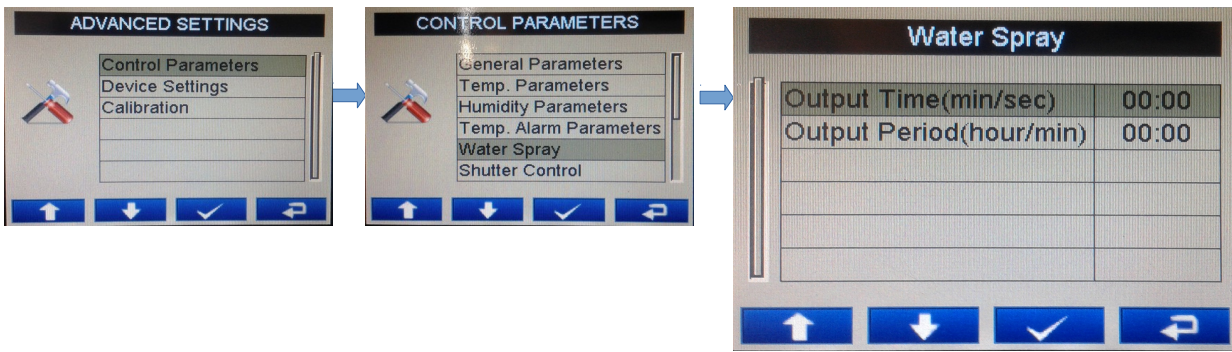 ADVANCED SETTINGS
Control Parameters
Device Settings
Calibration
CONTROL PARAMETERS
General Parameters
Temp. Parameters
Humidity Parameters
Temp. Alarm Parameters
Water Spray
Shutter Control
Water Spray
Output Time(min/sec) 00:00
Output Period(hour/min) 00:00